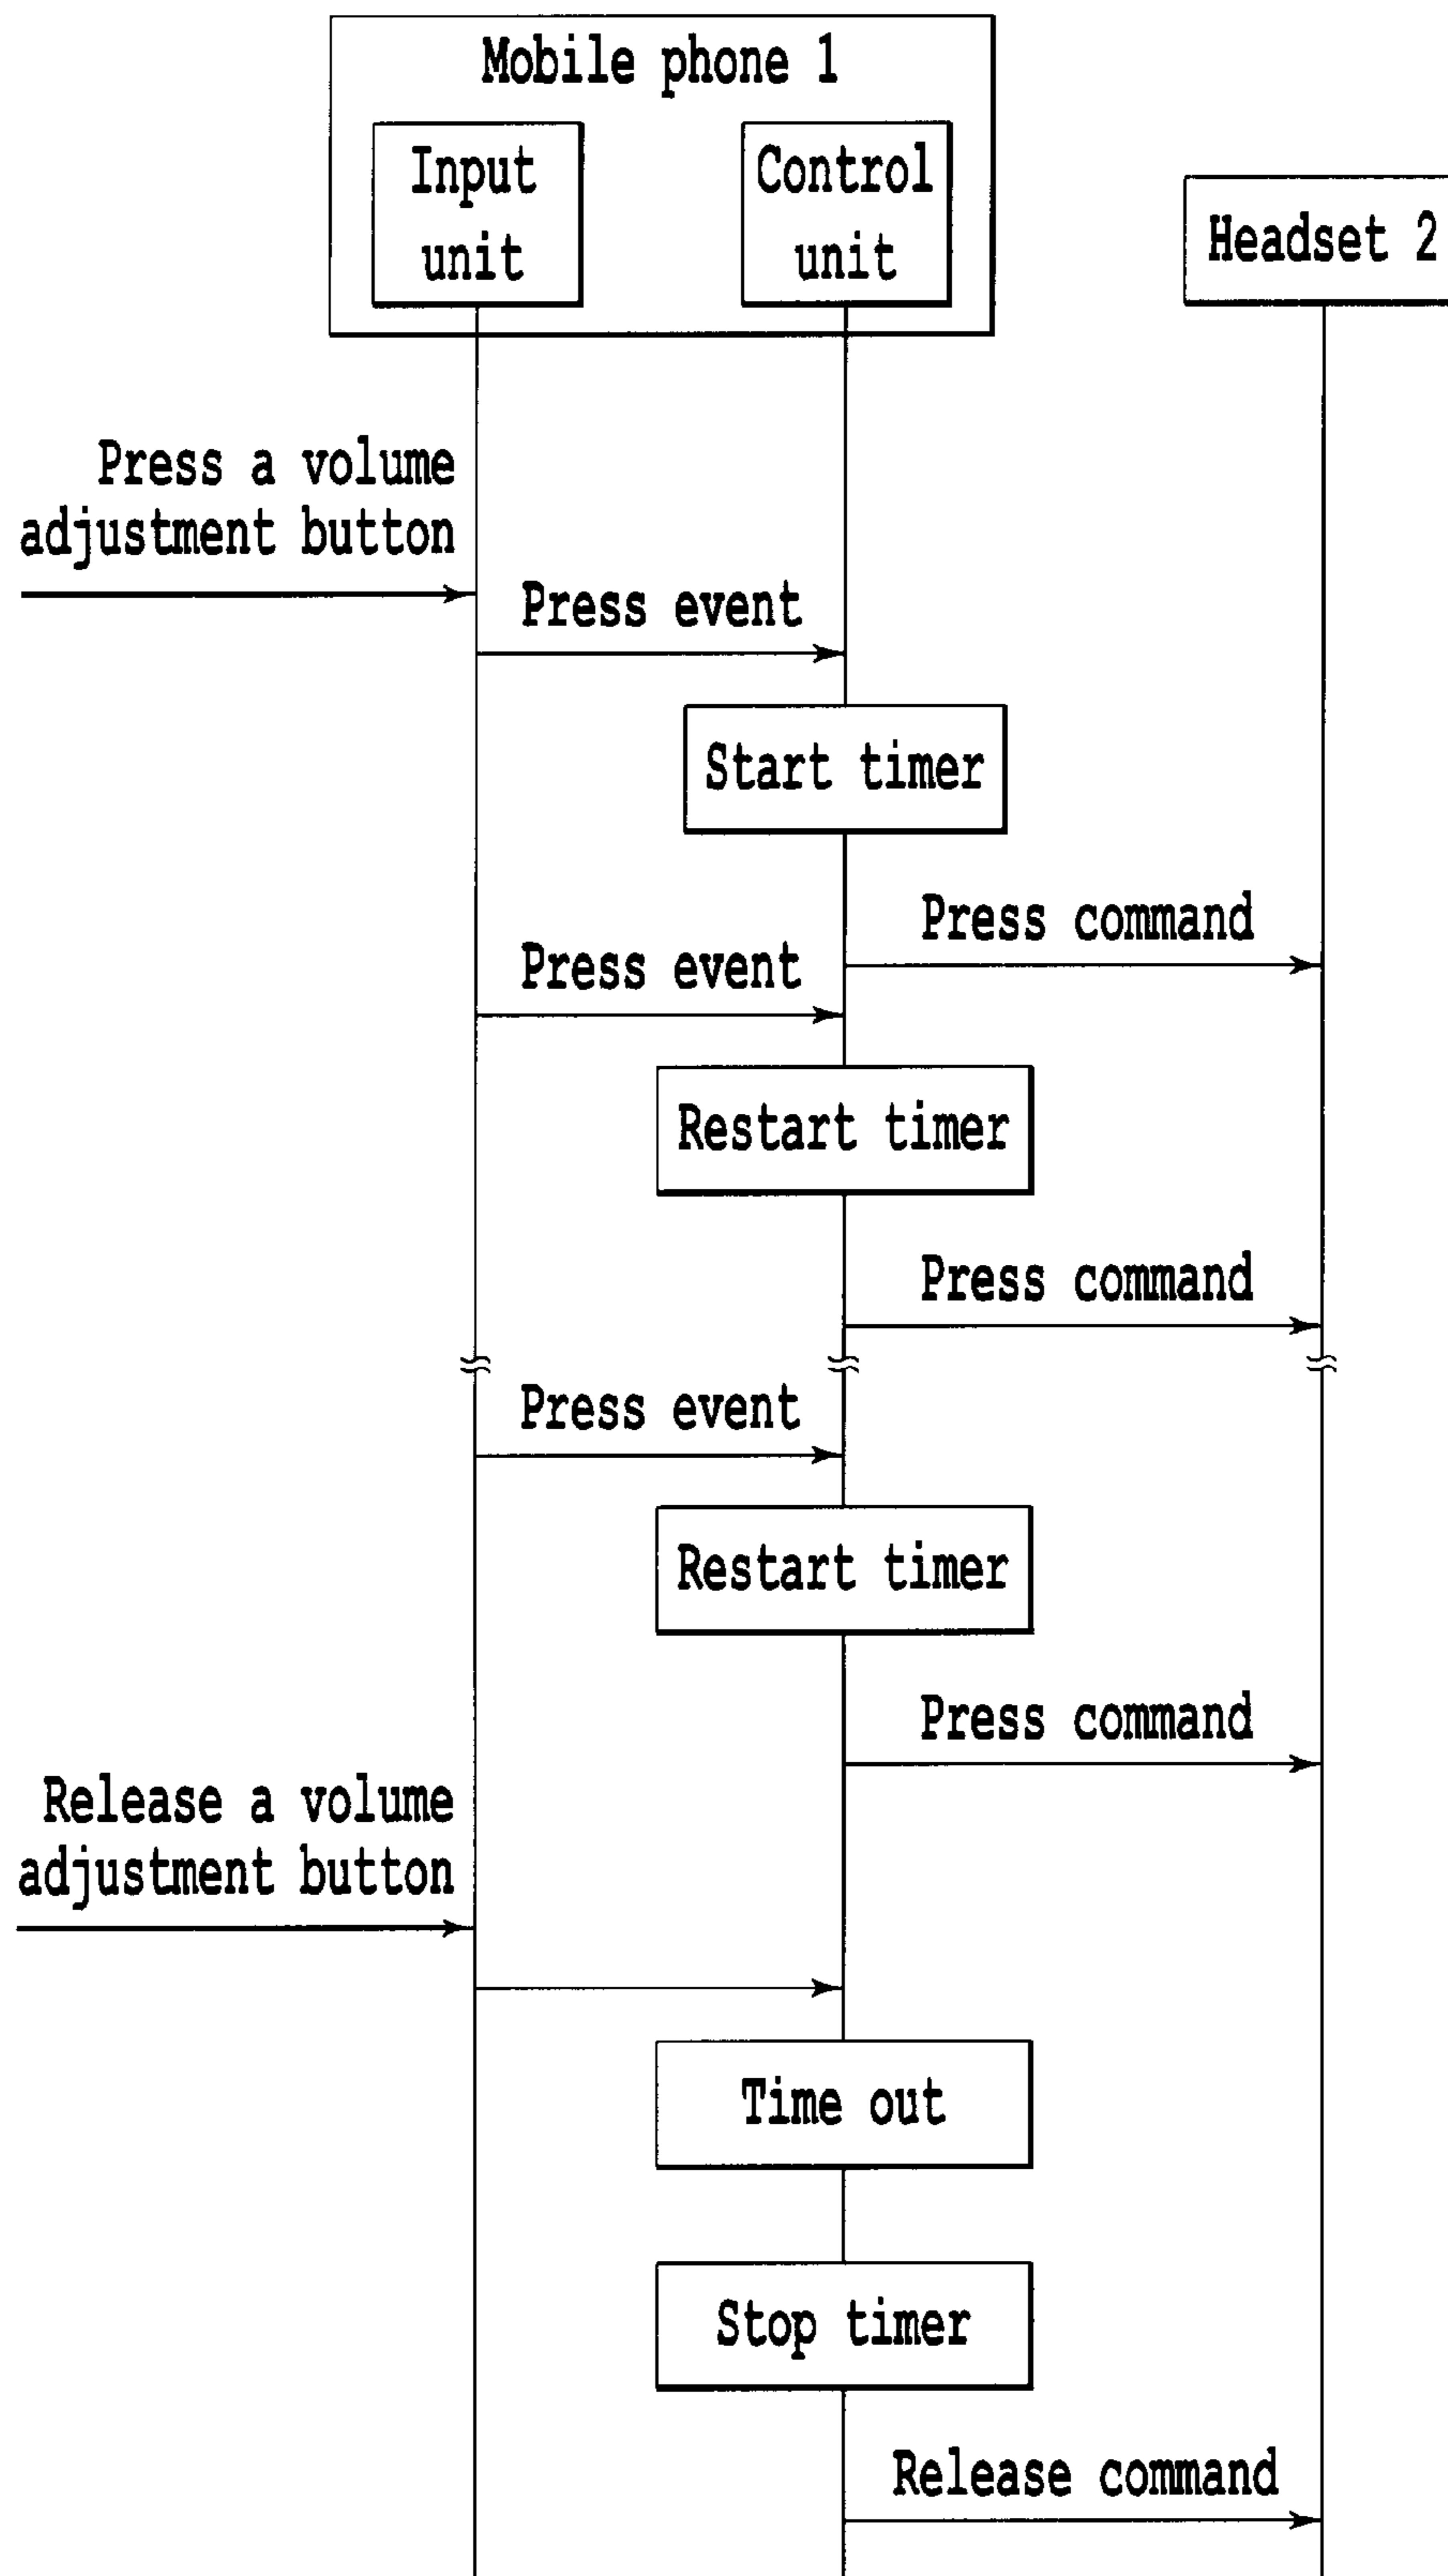 Mobile phone 1
Input
unit
Control
unit
Headset 2
Press a volume
adjustment button
Press event
Start timer
Press command
Press event
Restart timer
Press command
Press event
Restart timer
Press command
Release a volume
adjustment button
Time out
Stop timer
Release command